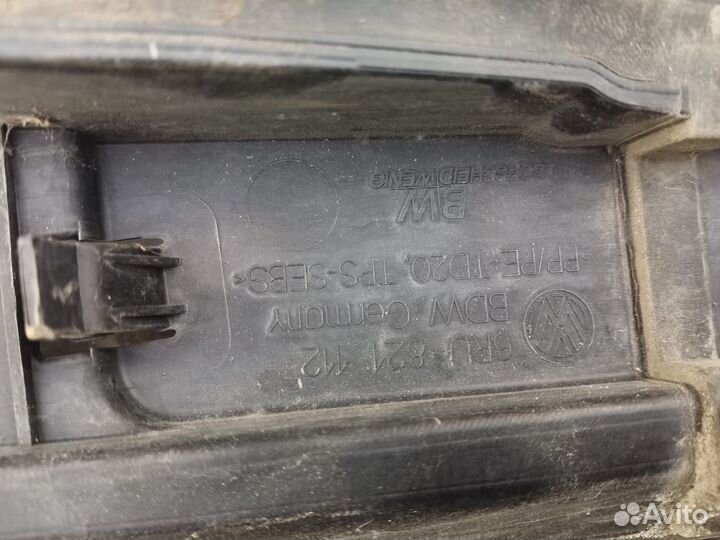 6RU 821 112
BDW Germany
>PP/PE-TD20, TPS-SEBS<
BW
Avito